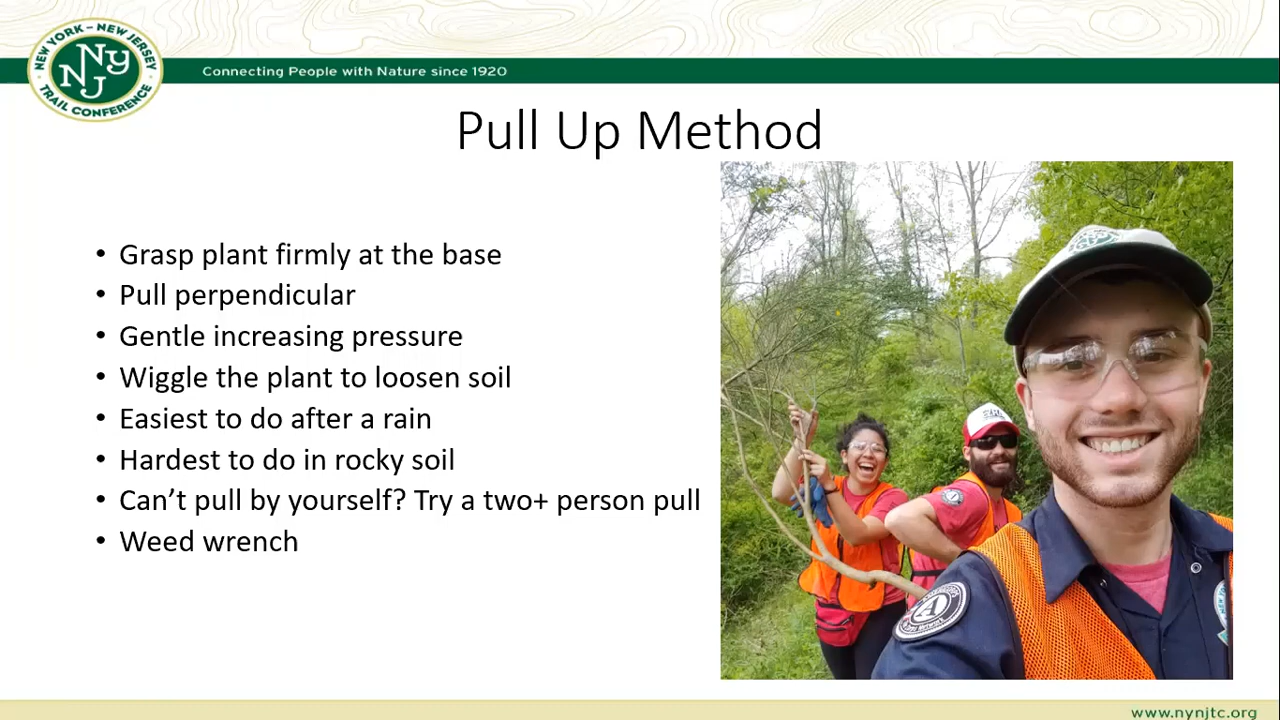 NEW YORK - NEW JERSEY
NY
NJ
TRAIL CONFERENCE
Connecting People with Nature since 1920
Pull Up Method
• Grasp plant firmly at the base
• Pull perpendicular
• Gentle increasing pressure
• Wiggle the plant to loosen soil
• Easiest to do after a rain
• Hardest to do in rocky soil
• Can’t pull by yourself? Try a two+ person pull
• Weed wrench
A
www.nynjtc.org